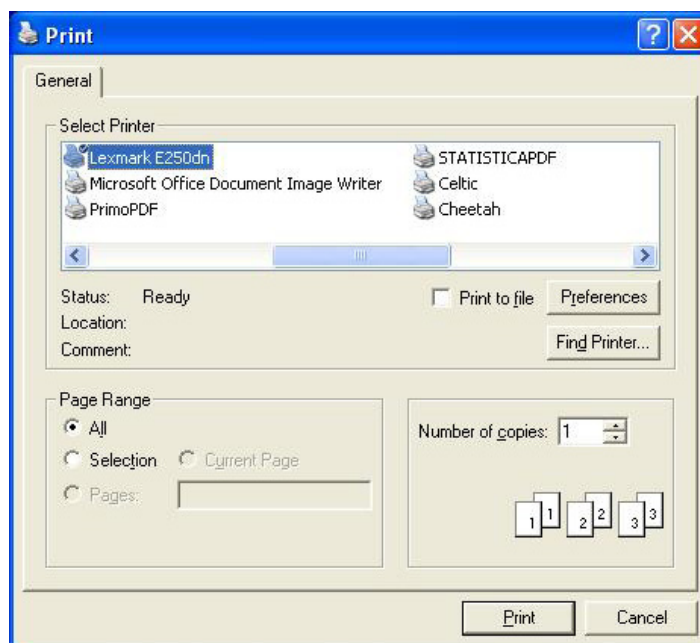 Print
General
Select Printer
Lexmark E250dn
Microsoft Office Document Image Writer
PrimoPDF
STATISTICAPDF
Celtic
Cheetah
Status: Ready
Location:
Comment:
Print to file
Preferences
Find Printer...
Page Range
All
Selection Current Page
Pages:
Number of copies: 1
1 1 2 2 3 3
Print Cancel